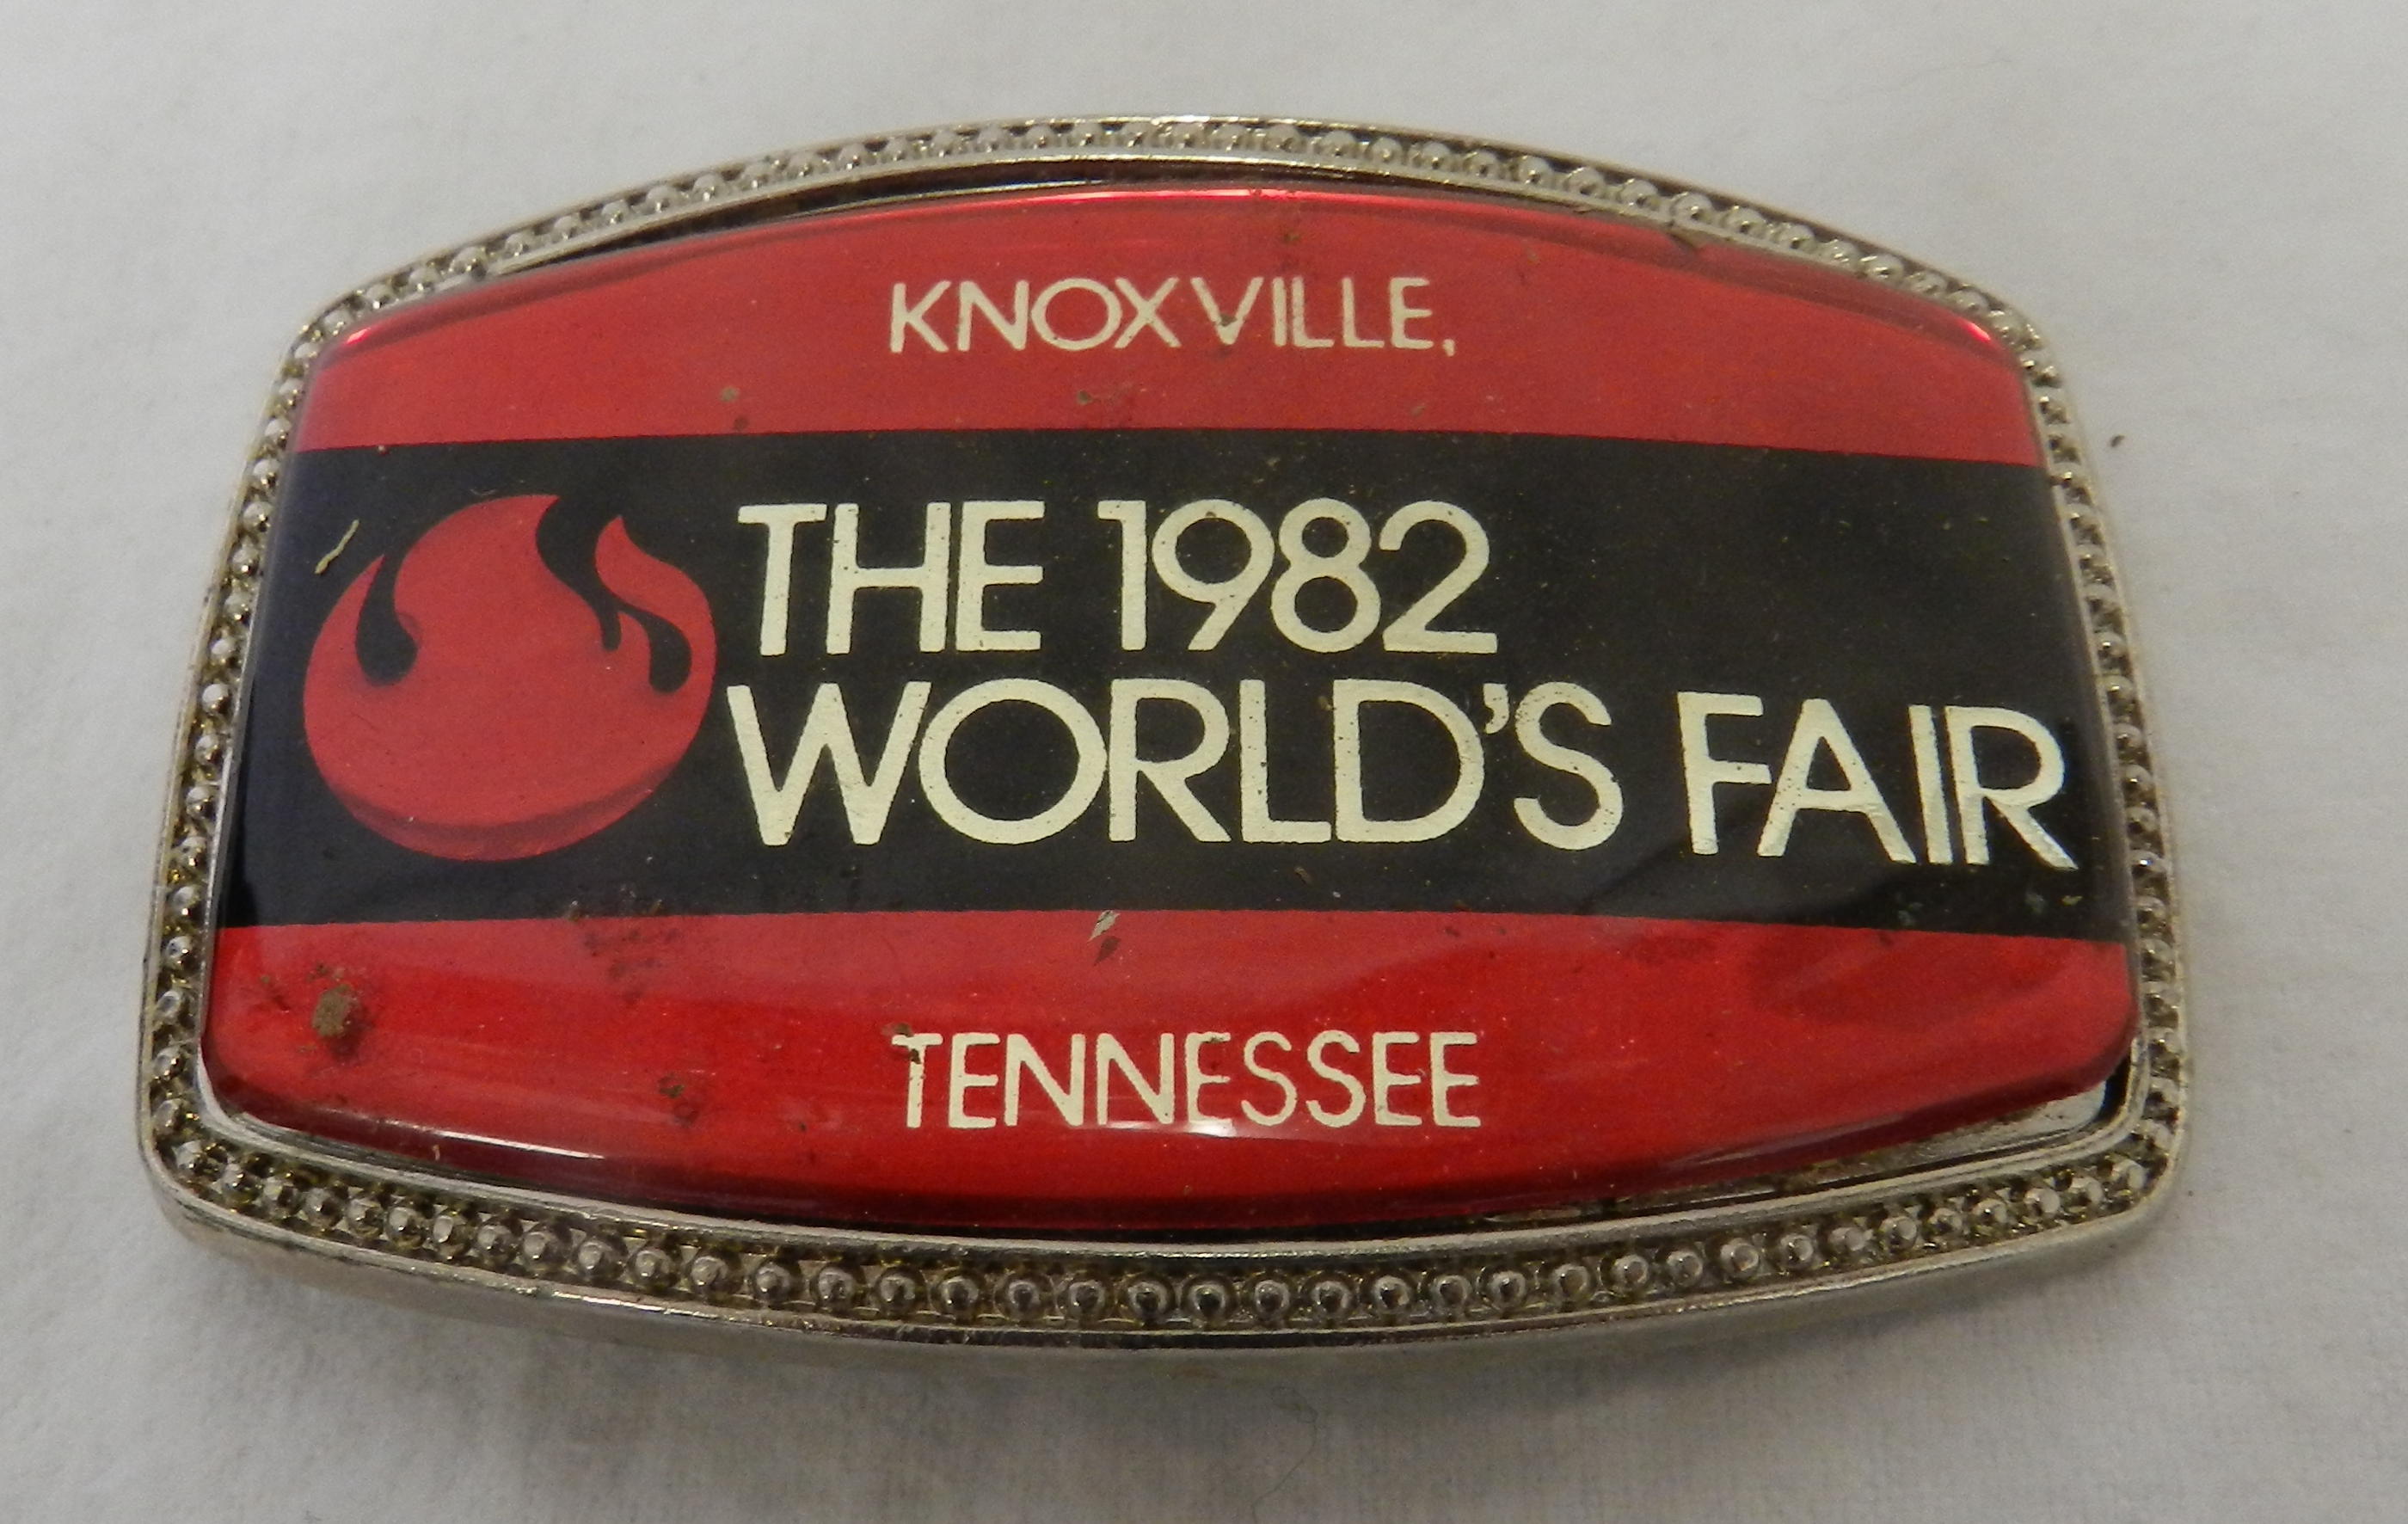 KNOXVILLE,
THE 1982
WORLD'S FAIR
TENNESSEE